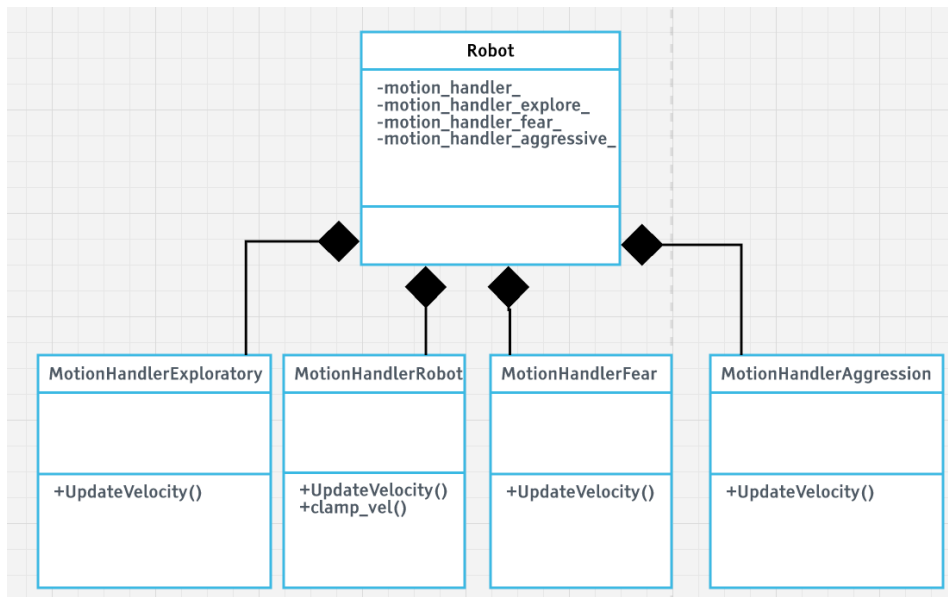 Robot
-motion_handler_
-motion_handler_explore_
-motion_handler_fear_
-motion_handler_aggressive_
MotionHandlerExploratory
+UpdateVelocity()
MotionHandlerRobot
+UpdateVelocity()
+clamp_vel()
MotionHandlerFear
+UpdateVelocity()
MotionHandlerAggression
+UpdateVelocity()